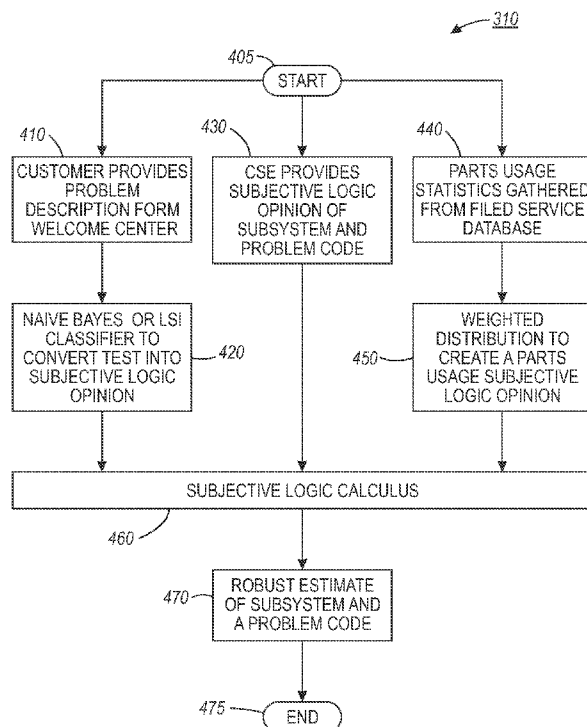 310
405
START
410
CUSTOMER PROVIDES
PROBLEM
DESCRIPTION FORM
WELCOME CENTER
430
CSE PROVIDES
SUBJECTIVE LOGIC
OPINION OF
SUBSYSTEM AND
PROBLEM CODE
440
PARTS USAGE
STATISTICS GATHERED
FROM FILED SERVICE
DATABASE
NAIVE BAYES OR LSI
CLASSIFIER TO
CONVERT TEST INTO
SUBJECTIVE LOGIC
OPINION
420
450
WEIGHTED
DISTRIBUTION TO
CREATE A PARTS
USAGE SUBJECTIVE
LOGIC OPINION
SUBJECTIVE LOGIC CALCULUS
460
470
ROBUST ESTIMATE
OF SUBSYSTEM AND
A PROBLEM CODE
475
END